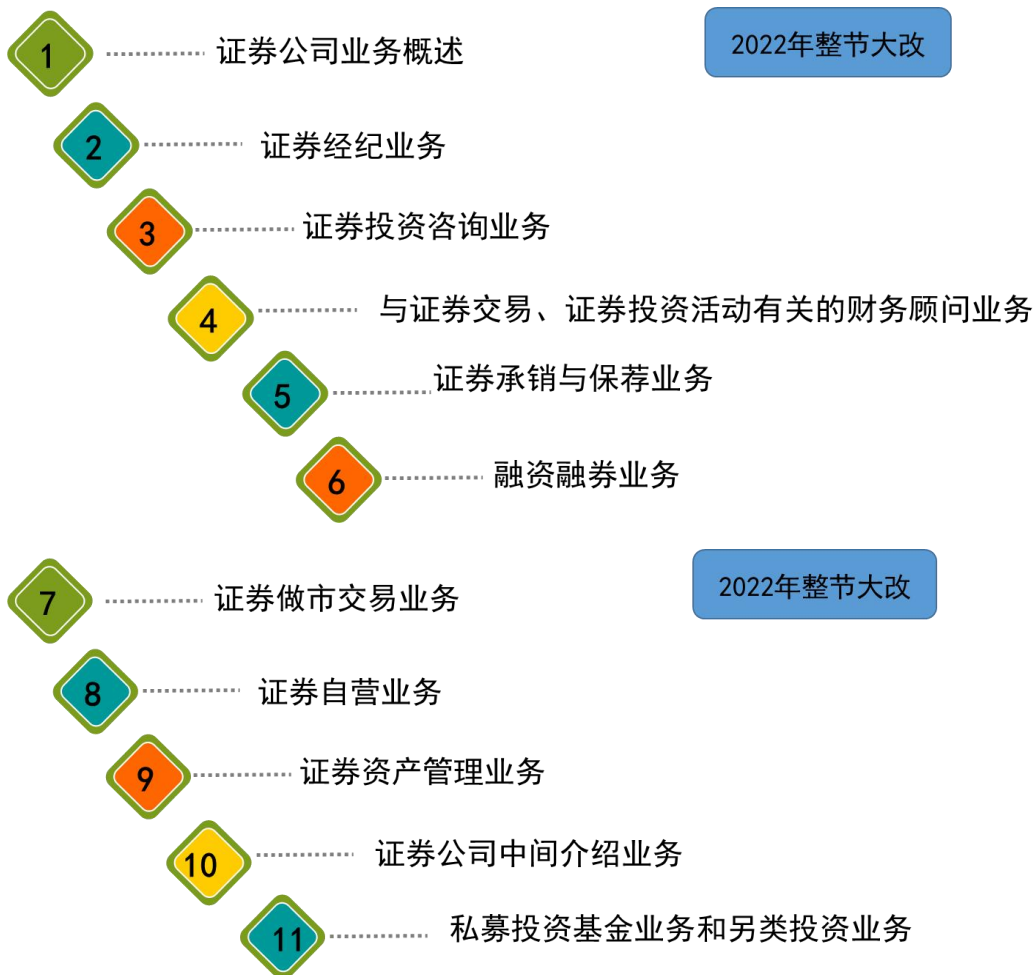 1 证券公司业务概述
2022年整节大改
2 证券经纪业务
3 证券投资咨询业务
4 与证券交易、证券投资活动有关的财务顾问业务
5 证券承销与保荐业务
6 融资融券业务
7 证券做市交易业务
2022年整节大改
8 证券自营业务
9 证券资产管理业务
10 证券公司中间介绍业务
11 私募投资基金业务和另类投资业务